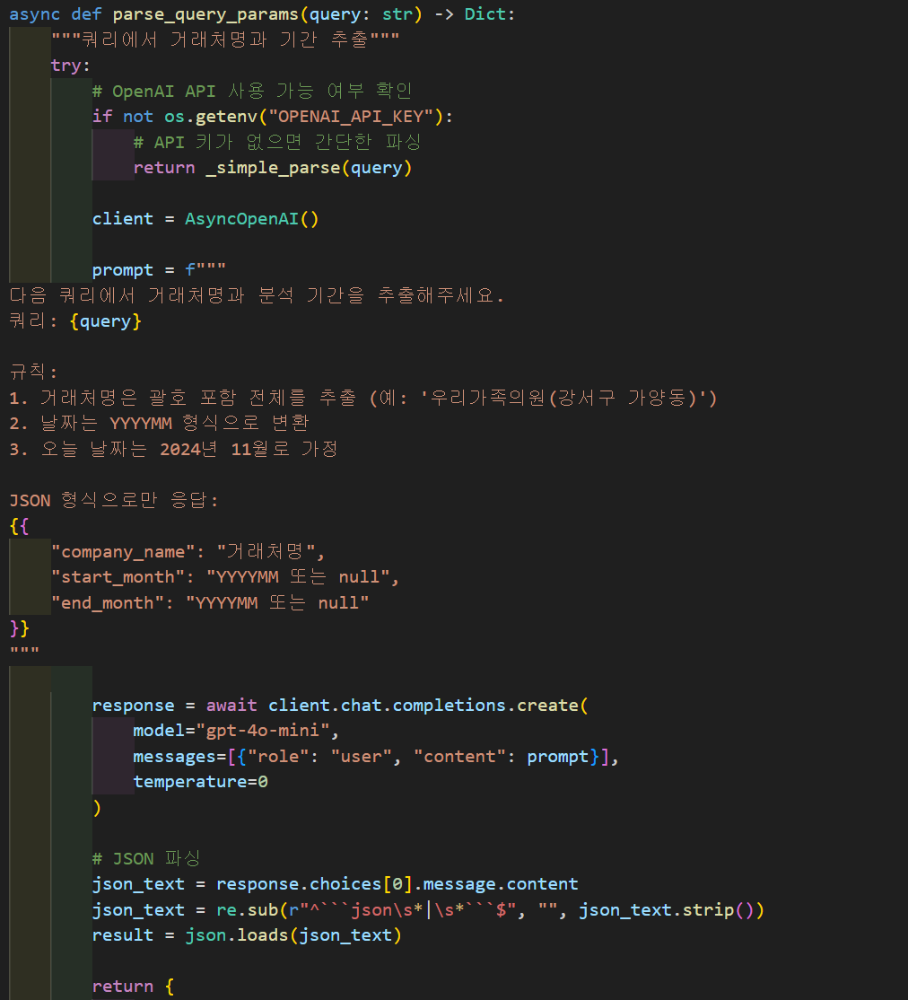 async def parse_query_params(query: str) -> Dict:
    """쿼리에서 거래처명과 기간 추출"""
    try:
        # OpenAI API 사용 가능 여부 확인
        if not os.getenv("OPENAI_API_KEY"):
            # API 키가 없으면 간단한 파싱
            return _simple_parse(query)

        client = AsyncOpenAI()

        prompt = f"""
다음 쿼리에서 거래처명과 분석 기간을 추출해주세요.
쿼리: {query}

규칙:
1. 거래처명은 괄호 포함 전체를 추출 (예: '우리가족의원(강서구 가양동)')
2. 날짜는 YYYYMM 형식으로 변환
3. 오늘 날짜는 2024년 11월로 가정

JSON 형식으로만 응답:
{{
    "company_name": "거래처명",
    "start_month": "YYYYMM 또는 null",
    "end_month": "YYYYMM 또는 null"
}}
"""

        response = await client.chat.completions.create(
            model="gpt-4o-mini",
            messages=[{"role": "user", "content": prompt}],
            temperature=0
        )

        # JSON 파싱
        json_text = response.choices[0].message.content
        json_text = re.sub(r"^```json\s*|\s*```$", "", json_text.strip())
        result = json.loads(json_text)

        return {